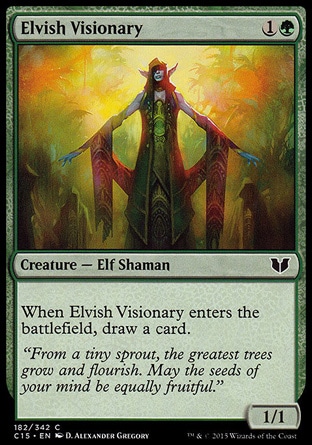 Elvish Visionary 1
Creature — Elf Shaman
When Elvish Visionary enters the
battlefield, draw a card.
“From a tiny sprout, the greatest trees
grow and flourish. May the seeds of
your mind be equally fruitful.”
1/1
182/342 C
C15 • EN D. Alexander Gregory
™ & © 2015 Wizards of the Coast